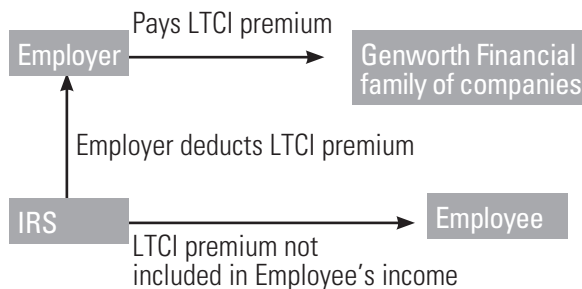 Pays LTCI premium
Employer
Genworth Financial
family of companies
Employer deducts LTCI premium
IRS
Employee
LTCI premium not
included in Employee's income